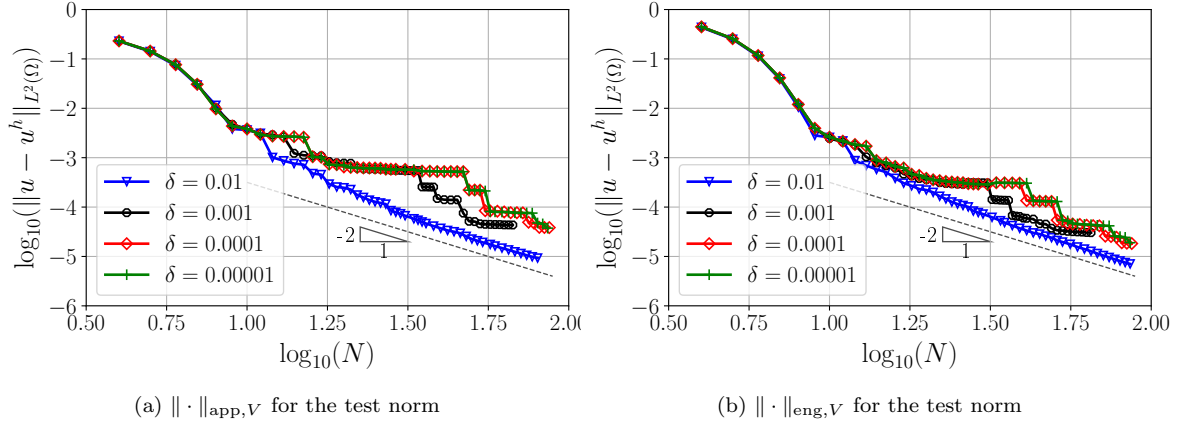 0
−1
−2
−3
−4
−5
−6
log₁₀(‖u − uʰ‖_{L²(Ω)})
δ = 0.01
δ = 0.001
δ = 0.0001
δ = 0.00001
-2
1
0.50 0.75 1.00 1.25 1.50 1.75 2.00
log₁₀(N)
(a) ‖ · ‖_{app,V} for the test norm
0
−1
−2
−3
−4
−5
−6
log₁₀(‖u − uʰ‖_{L²(Ω)})
δ = 0.01
δ = 0.001
δ = 0.0001
δ = 0.00001
-2
1
0.50 0.75 1.00 1.25 1.50 1.75 2.00
log₁₀(N)
(b) ‖ · ‖_{eng,V} for the test norm